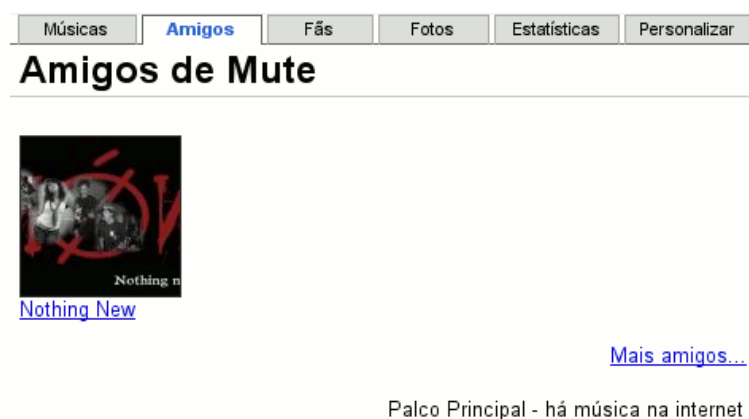 Músicas Amigos Fãs Fotos Estatísticas Personalizar
Amigos de Mute
Nothing n
Nothing New
Mais amigos...
Palco Principal - há música na internet